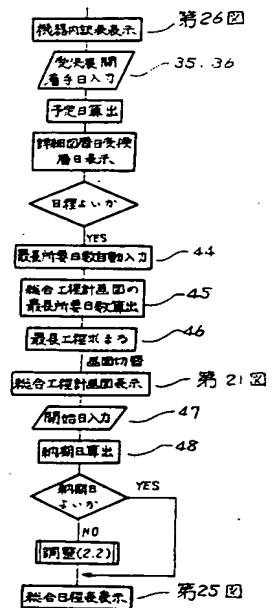 機器内訳表表示
第26図
受注展開
着手日入力
35.36
予定日算出
詳細図暦日変換
暦日表示
日程よいか
YES
最長所要日数自動入力
44
総合工程計画図の
最長所要日数算出
45
最長工程求まる
46
画面切替
総合工程計画図表示
第21図
開始日入力
47
納期日算出
48
納期日
よいか
YES
NO
調整(2.2)
総合日程表表示
第25図